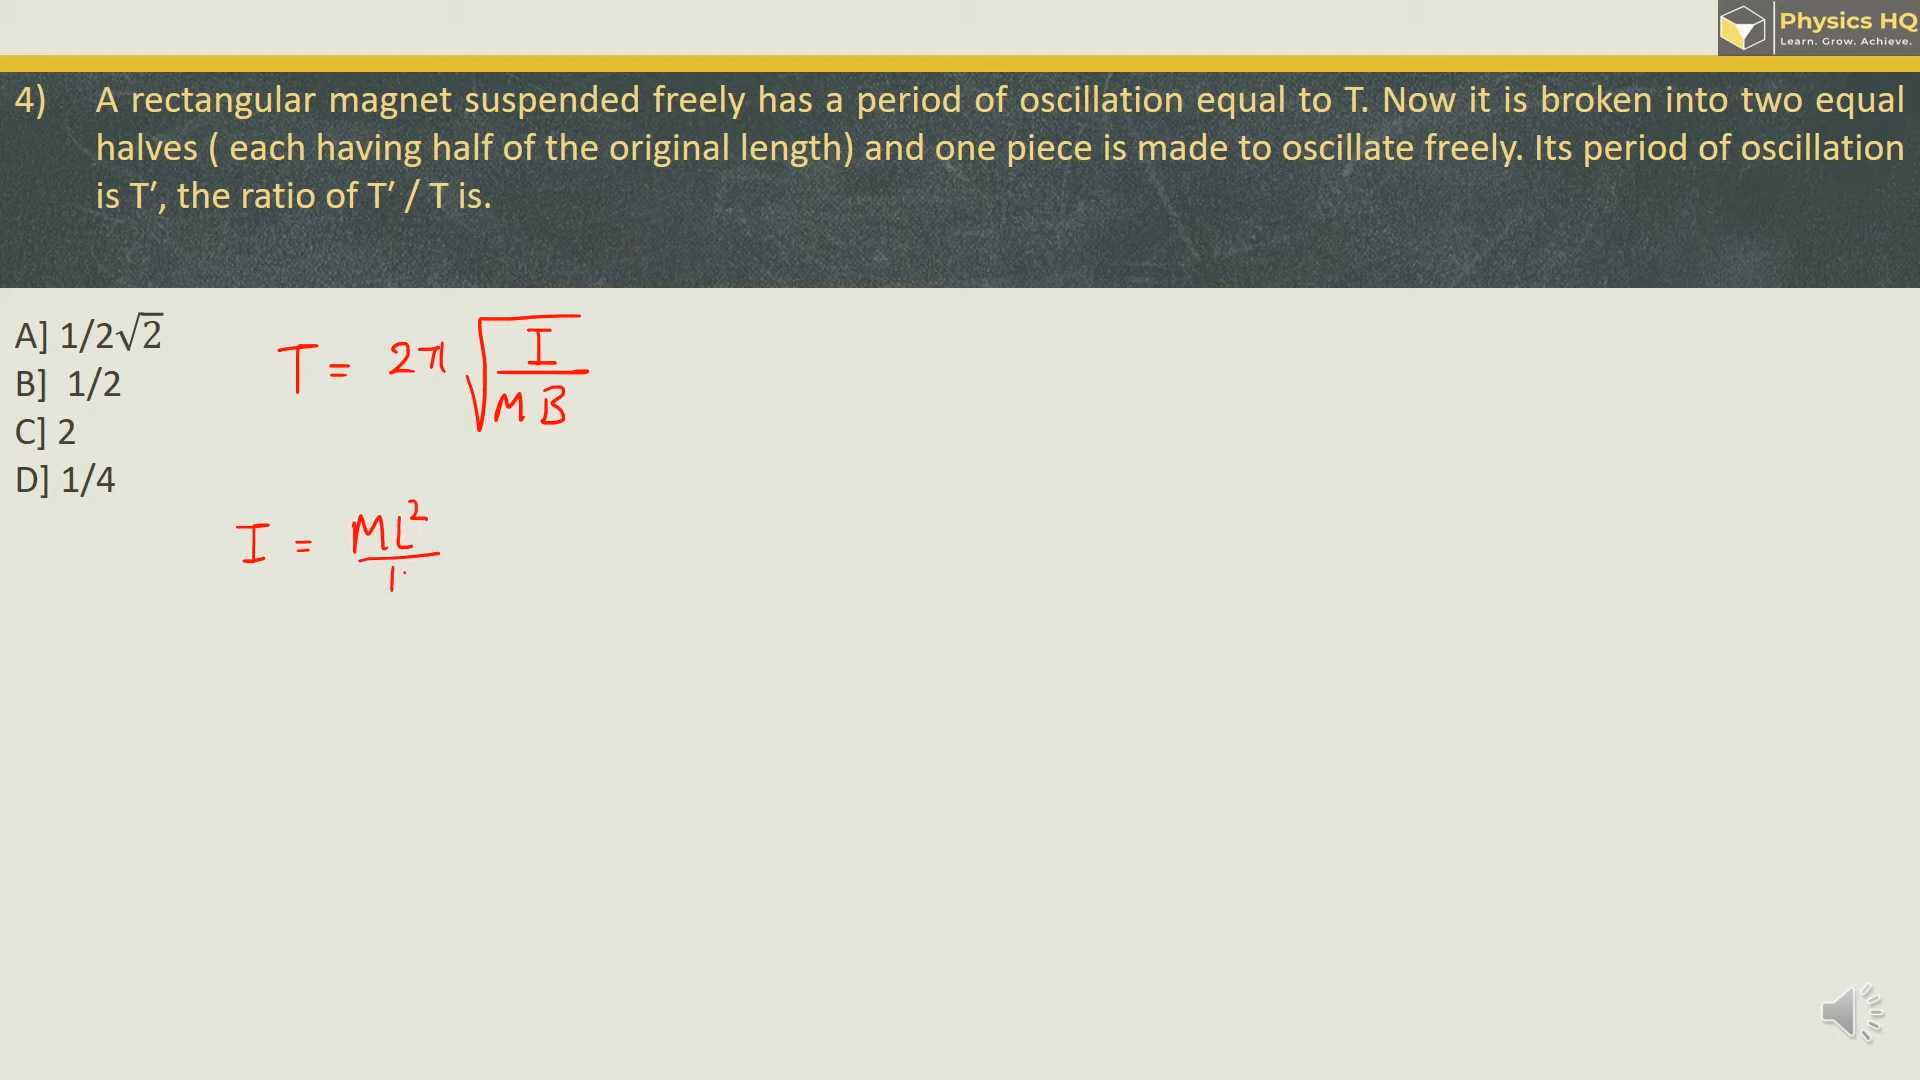 Physics HQ
Learn. Grow. Achieve.
4) A rectangular magnet suspended freely has a period of oscillation equal to T. Now it is broken into two equal
halves ( each having half of the original length) and one piece is made to oscillate freely. Its period of oscillation
is T′, the ratio of T′ / T is.
A] 1/2√2
B] 1/2
C] 2
D] 1/4
T = 2π √(I / MB)
I = ML² / 1